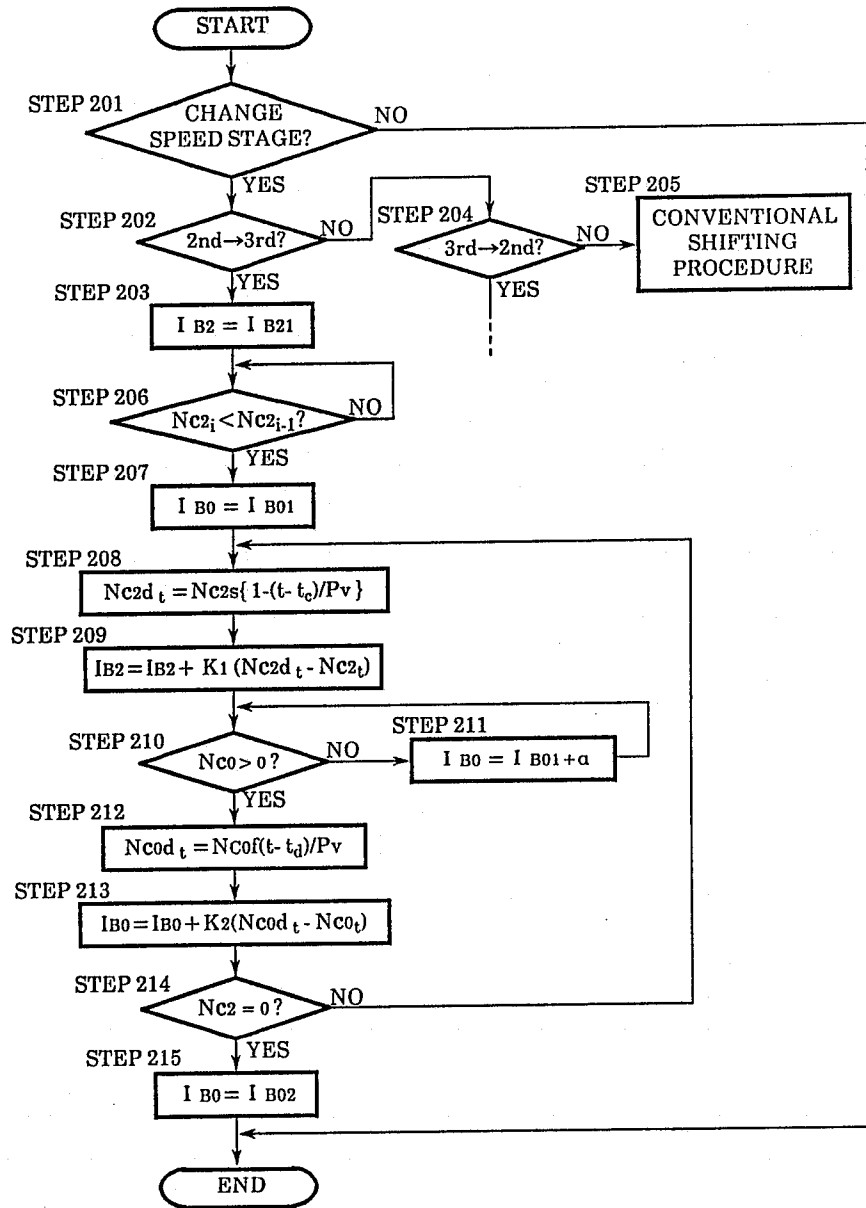 START
STEP 201
CHANGE
SPEED STAGE?
NO
YES
STEP 202
2nd→3rd?
NO
YES
STEP 204
3rd→2nd?
NO
YES
STEP 205
CONVENTIONAL
SHIFTING
PROCEDURE
STEP 203
I B2 = I B21
STEP 206
Nc2i < Nc2i-1?
NO
YES
STEP 207
I B0 = I B01
STEP 208
Nc2d t = Nc2s{ 1-(t- tc)/Pv }
STEP 209
IB2 = IB2 + K1 (Nc2d t - Nc2t)
STEP 210
Nc0 > 0 ?
NO
YES
STEP 211
I B0 = I B01+α
STEP 212
Nc0d t = NC0f(t- td)/Pv
STEP 213
IB0 = IB0 + K2(Nc0d t - Nc0t)
STEP 214
Nc2 = 0 ?
NO
YES
STEP 215
I B0 = I B02
END